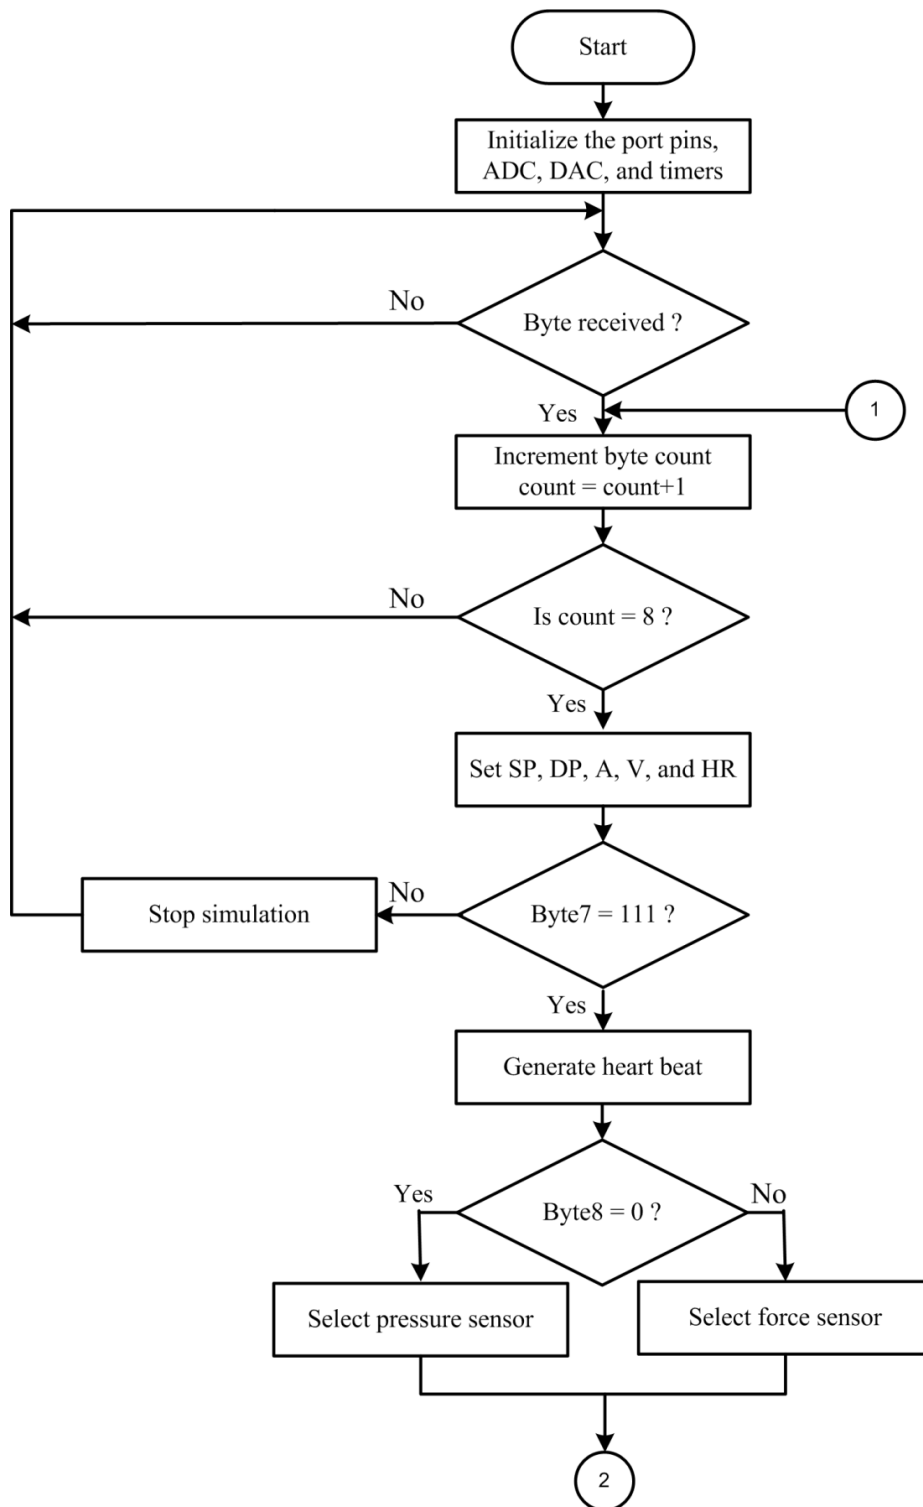 Start
Initialize the port pins,
ADC, DAC, and timers
No
Byte received ?
Yes
1
Increment byte count
count = count+1
No
Is count = 8 ?
Yes
Set SP, DP, A, V, and HR
Stop simulation
No
Byte7 = 111 ?
Yes
Generate heart beat
Yes
Byte8 = 0 ?
No
Select pressure sensor
Select force sensor
2